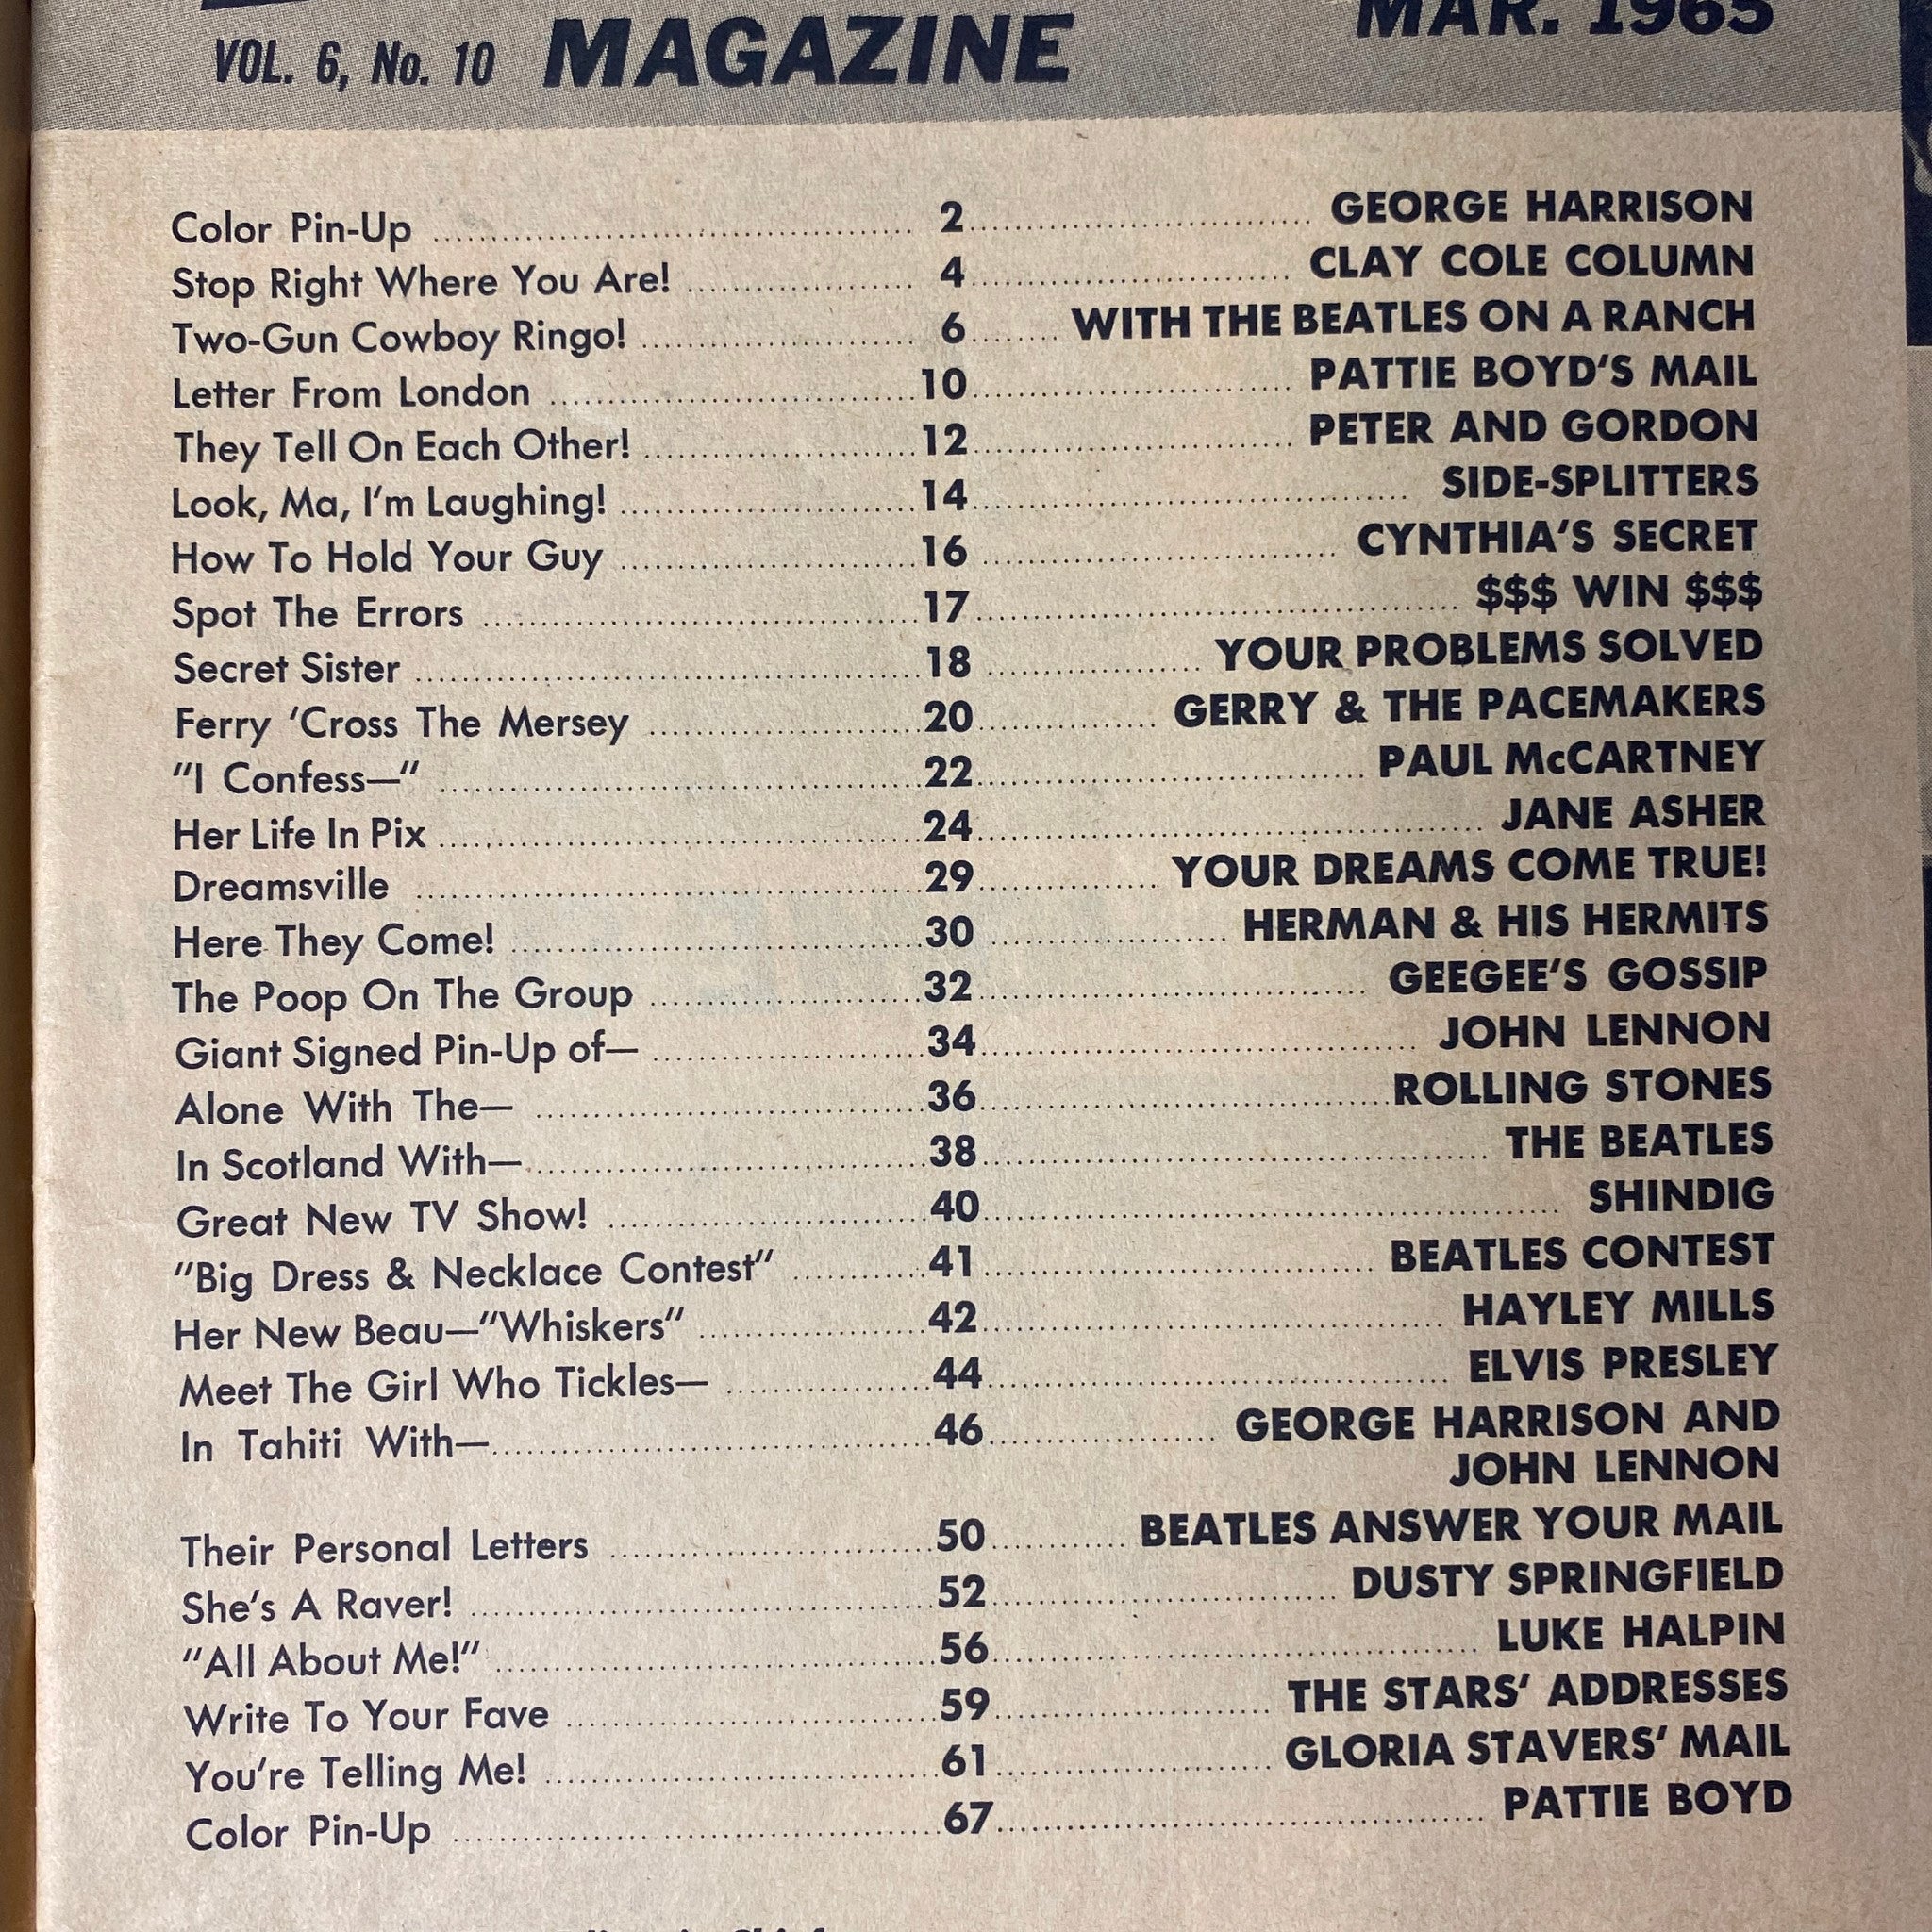 VOL. 6, No. 10 MAGAZINE MAR. 1965
Color Pin-Up 2 GEORGE HARRISON
Stop Right Where You Are! 4 CLAY COLE COLUMN
Two-Gun Cowboy Ringo! 6 WITH THE BEATLES ON A RANCH
Letter From London 10 PATTIE BOYD'S MAIL
They Tell On Each Other! 12 PETER AND GORDON
Look, Ma, I'm Laughing! 14 SIDE-SPLITTERS
How To Hold Your Guy 16 CYNTHIA'S SECRET
Spot The Errors 17 $$$ WIN $$$
Secret Sister 18 YOUR PROBLEMS SOLVED
Ferry 'Cross The Mersey 20 GERRY & THE PACEMAKERS
"I Confess—" 22 PAUL McCARTNEY
Her Life In Pix 24 JANE ASHER
Dreamsville 29 YOUR DREAMS COME TRUE!
Here They Come! 30 HERMAN & HIS HERMITS
The Poop On The Group 32 GEEGEE'S GOSSIP
Giant Signed Pin-Up of— 34 JOHN LENNON
Alone With The— 36 ROLLING STONES
In Scotland With— 38 THE BEATLES
Great New TV Show! 40 SHINDIG
"Big Dress & Necklace Contest" 41 BEATLES CONTEST
Her New Beau—"Whiskers" 42 HAYLEY MILLS
Meet The Girl Who Tickles— 44 ELVIS PRESLEY
In Tahiti With— 46 GEORGE HARRISON AND
JOHN LENNON
Their Personal Letters 50 BEATLES ANSWER YOUR MAIL
She's A Raver! 52 DUSTY SPRINGFIELD
"All About Me!" 56 LUKE HALPIN
Write To Your Fave 59 THE STARS' ADDRESSES
You're Telling Me! 61 GLORIA STAVERS' MAIL
Color Pin-Up 67 PATTIE BOYD